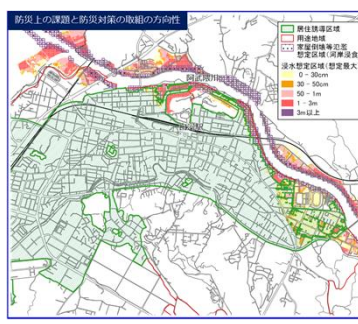 防災上の課題と防災対策の取組の方向性
居住誘導区域
用途地域
家屋倒壊等氾濫
想定区域(河岸浸食
浸水想定区域(想定最大
0 - 30cm
30 - 50cm
50 - 1m
1 - 3m
3m以上
阿武隈川